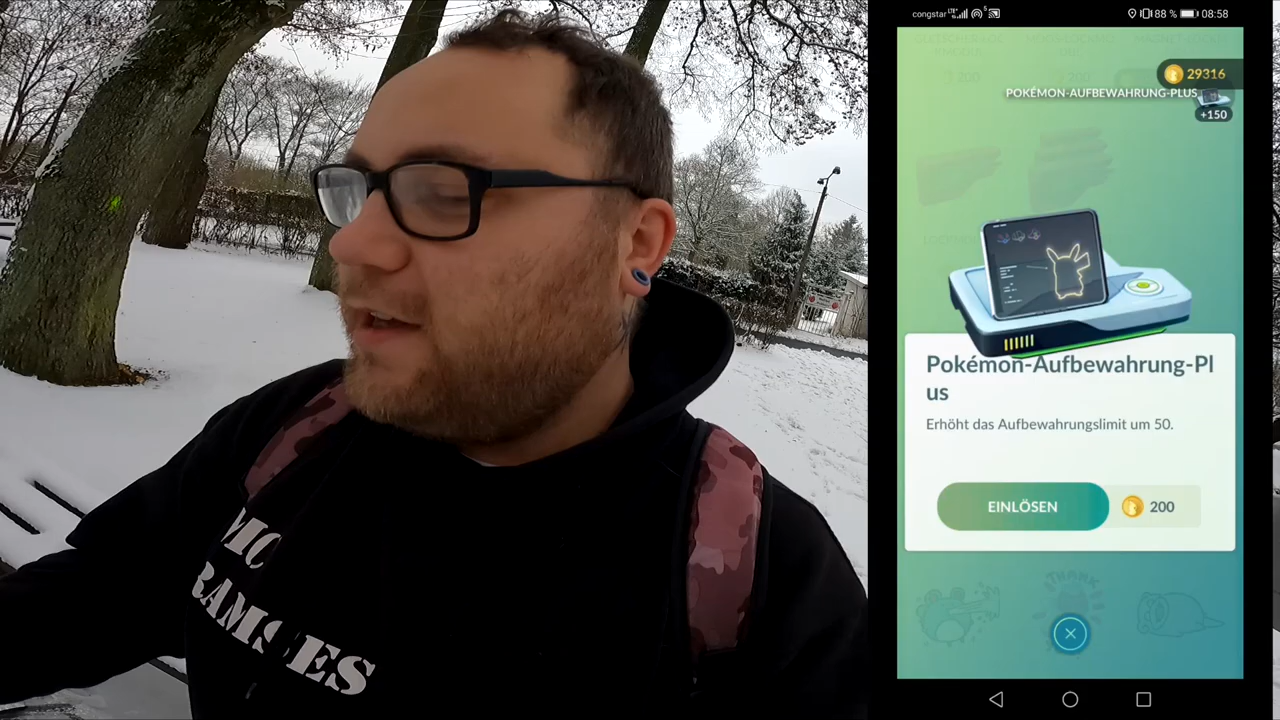 MC
RAMSES
congstar 88 % 08:58
29316
POKÉMON-AUFBEWAHRUNG-PLUS
+150
Pokémon-Aufbewahrung-Pl
us
Erhöht das Aufbewahrungslimit um 50.
EINLÖSEN 200